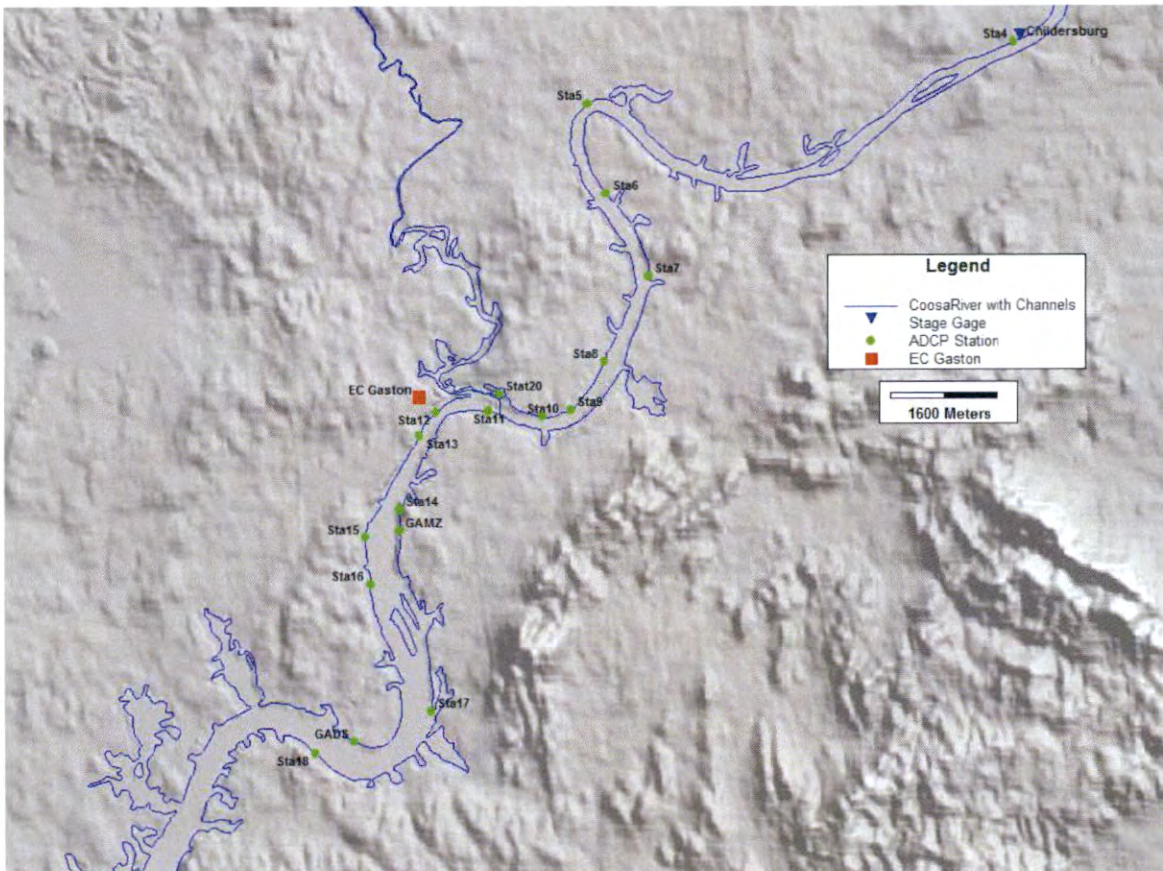 Sta4
Childersburg
Sta5
Sta6
Sta7
Legend
CoosaRiver with Channels
Stage Gage
ADCP Station
EC Gaston
1600 Meters
Sta8
EC Gaston
Stat20
Sta9
Sta10
Sta11
Sta12
Sta13
Sta14
GAMZ
Sta15
Sta16
Sta17
GADS
Sta18